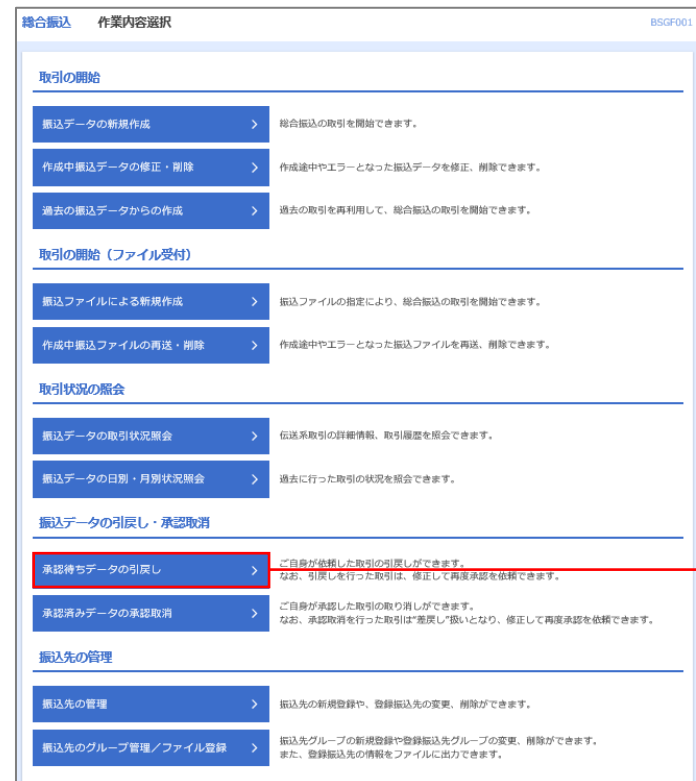 総合振込 作業内容選択 BSGF001
取引の開始
振込データの新規作成 総合振込の取引を開始できます。
作成中振込データの修正・削除 作成途中やエラーとなった振込データを修正、削除できます。
過去の振込データからの作成 過去の取引を再利用して、総合振込の取引を開始できます。
取引の開始（ファイル受付）
振込ファイルによる新規作成 振込ファイルの指定により、総合振込の取引を開始できます。
作成中振込ファイルの再送・削除 作成途中やエラーとなった振込ファイルを再送、削除できます。
取引状況の照会
振込データの取引状況照会 伝送系取引の詳細情報、取引履歴を照会できます。
振込データの日別・月別状況照会 過去に行った取引の状況を照会できます。
振込データの引戻し・承認取消
承認待ちデータの引戻し ご自身が依頼した取引の引戻しができます。
なお、引戻しを行った取引は、修正して再度承認を依頼できます。
承認済みデータの承認取消 ご自身が承認した取引の取り消しができます。
なお、承認取消を行った取引は“差戻し”扱いとなり、修正して再度承認を依頼できます。
振込先の管理
振込先の管理 振込先の新規登録や、登録振込先の変更、削除ができます。
振込先のグループ管理／ファイル登録 振込先グループの新規登録や登録振込先グループの変更、削除ができます。
また、登録振込先の情報をファイルに出力できます。